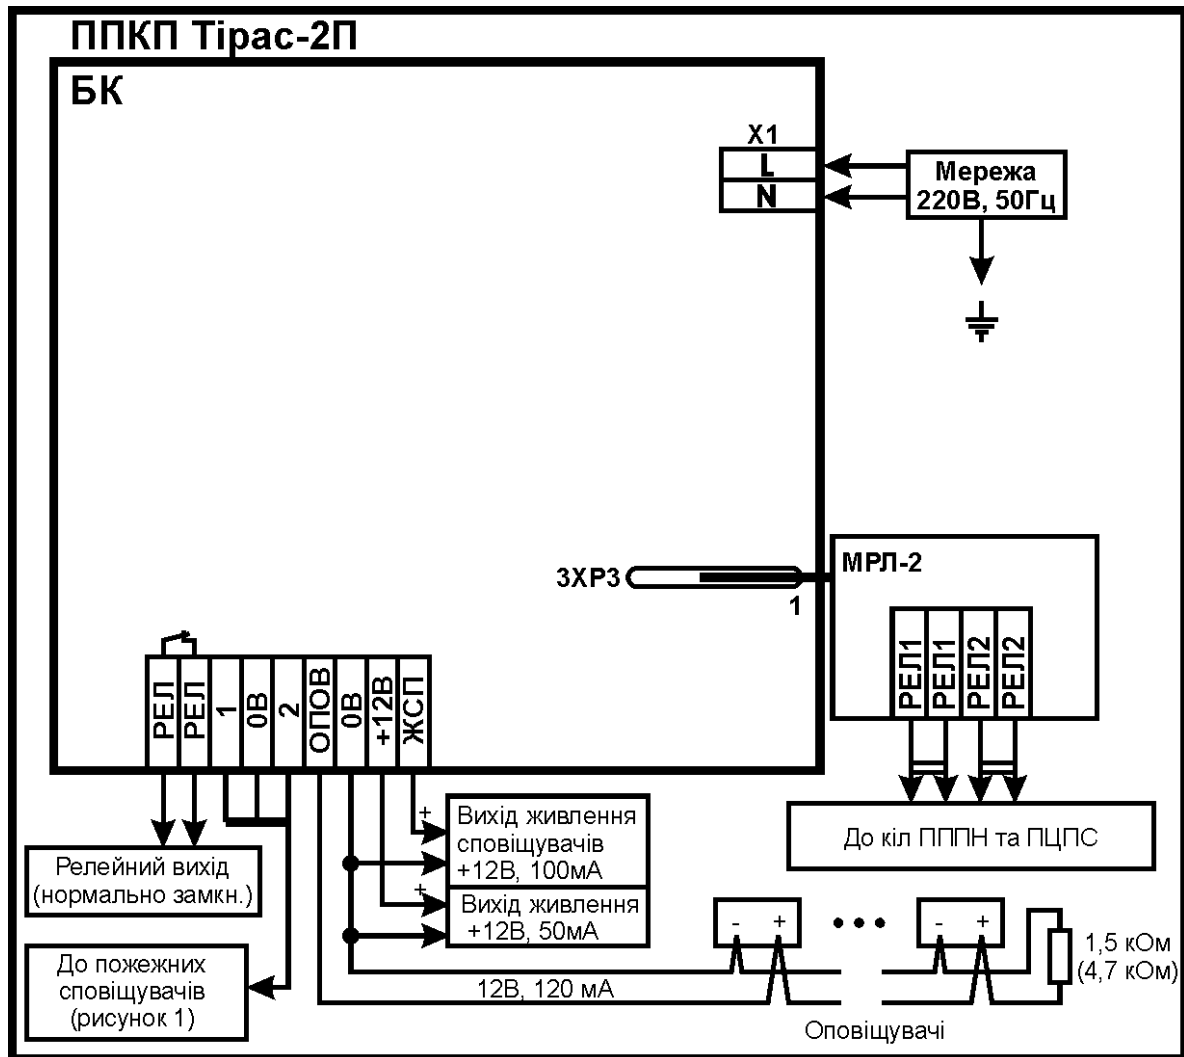 ППКП Тірас-2П
БК
X1
L
N
Мережа
220В, 50Гц
3XP3
1
МРЛ-2
РЕЛ1
РЕЛ1
РЕЛ2
РЕЛ2
РЕЛ
РЕЛ
1
0В
2
ОПОВ
0В
+12В
ЖСП
+
Вихід живлення
сповіщувачів
+12В, 100мА
+
Вихід живлення
+12В, 50мА
До кіл ПППН та ПЦПС
Релейний вихід
(нормально замкн.)
До пожежних
сповіщувачів
(рисунок 1)
- +
- +
1,5 кОм
(4,7 кОм)
12В, 120 мА
Оповіщувачі